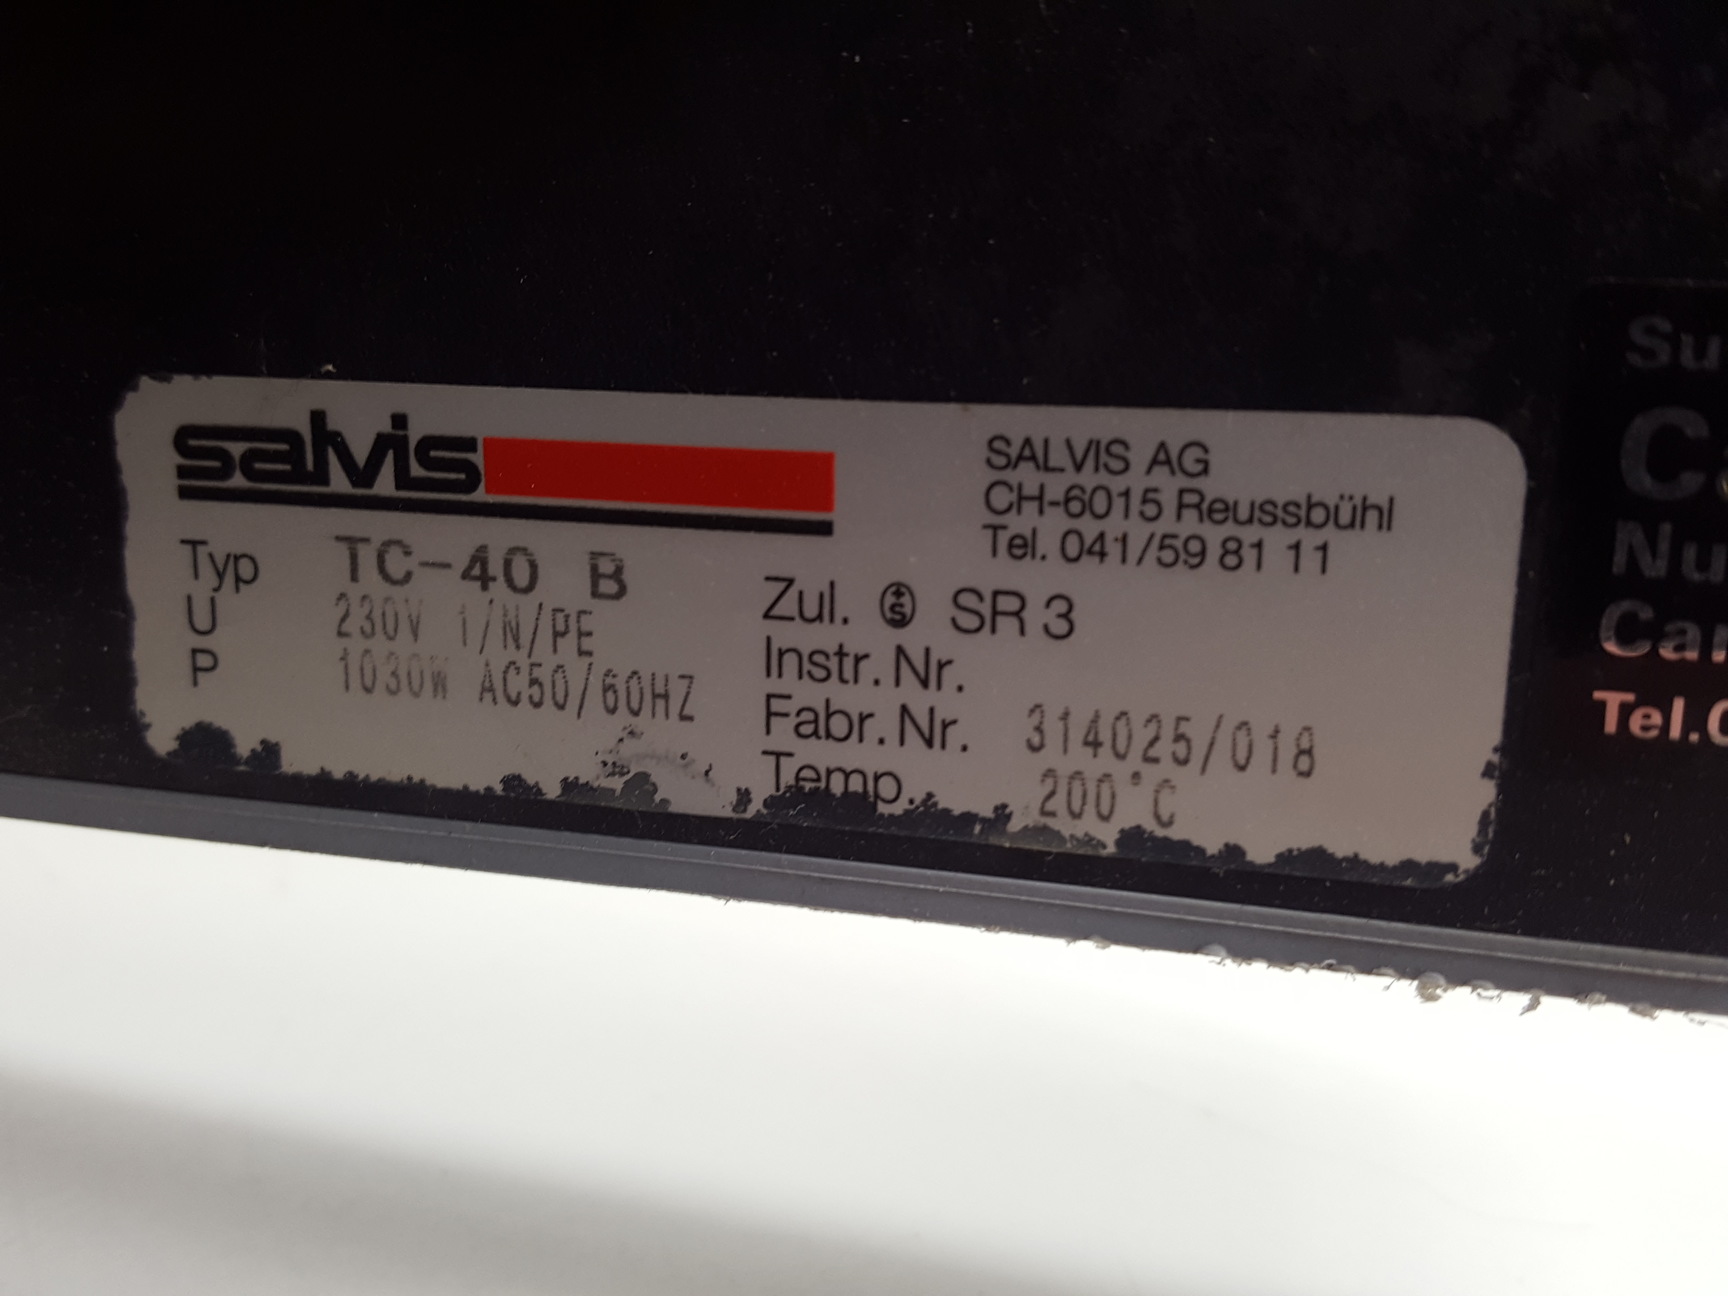 salvis
SALVIS AG
CH-6015 Reussbühl
Tel. 041/59 81 11
Typ TC-40 B
U 230V 1/N/PE
P 1030W AC50/60HZ
Zul. SR 3
Instr. Nr.
Fabr. Nr. 314025/018
Temp. 200°C
Tel.